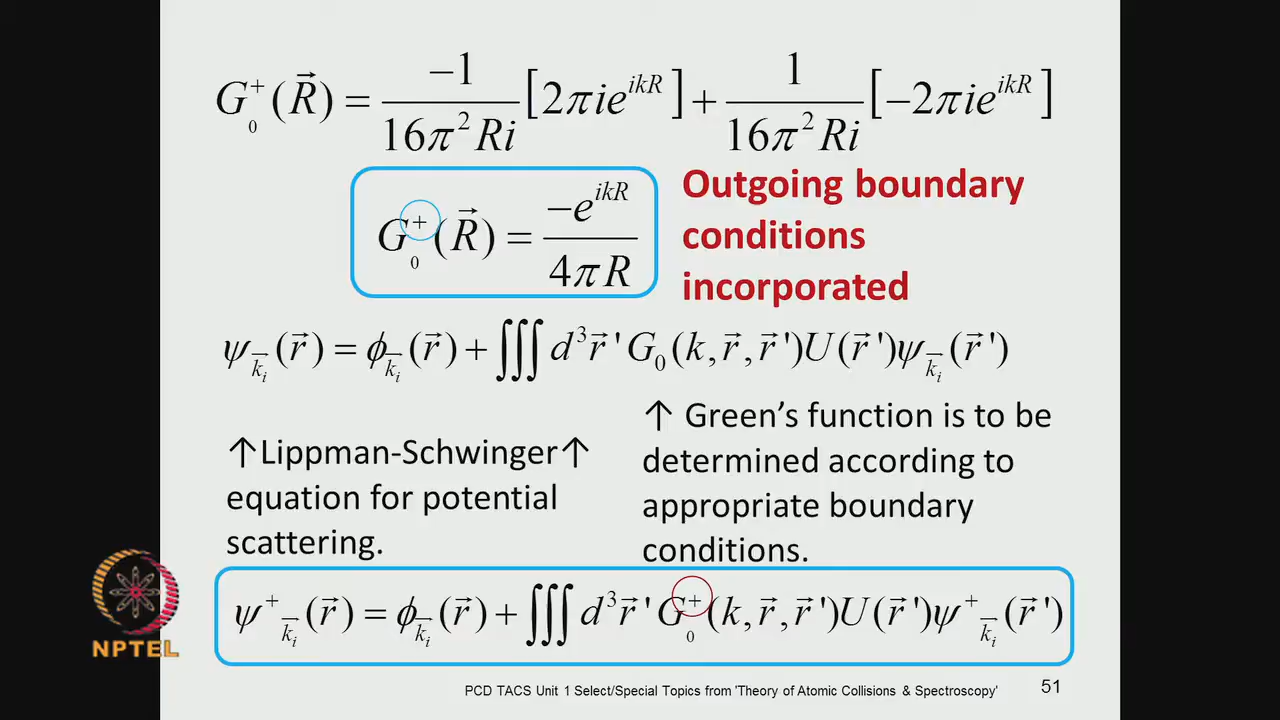 G₀⁺(R⃗) = −1/(16π²Ri) [2πie^{ikR}] + 1/(16π²Ri) [−2πie^{ikR}]
G₀⁺(R⃗) = −e^{ikR}/(4πR)
Outgoing boundary
conditions
incorporated
ψ_{k⃗ᵢ}(r⃗) = ϕ_{k⃗ᵢ}(r⃗) + ∭ d³r⃗' G₀(k, r⃗, r⃗')U(r⃗')ψ_{k⃗ᵢ}(r⃗')
↑Lippman-Schwinger↑
equation for potential
scattering.
↑ Green’s function is to be
determined according to
appropriate boundary
conditions.
ψ⁺_{k⃗ᵢ}(r⃗) = ϕ_{k⃗ᵢ}(r⃗) + ∭ d³r⃗' G₀⁺(k, r⃗, r⃗')U(r⃗')ψ⁺_{k⃗ᵢ}(r⃗')
NPTEL
PCD TACS Unit 1 Select/Special Topics from 'Theory of Atomic Collisions & Spectroscopy'
51